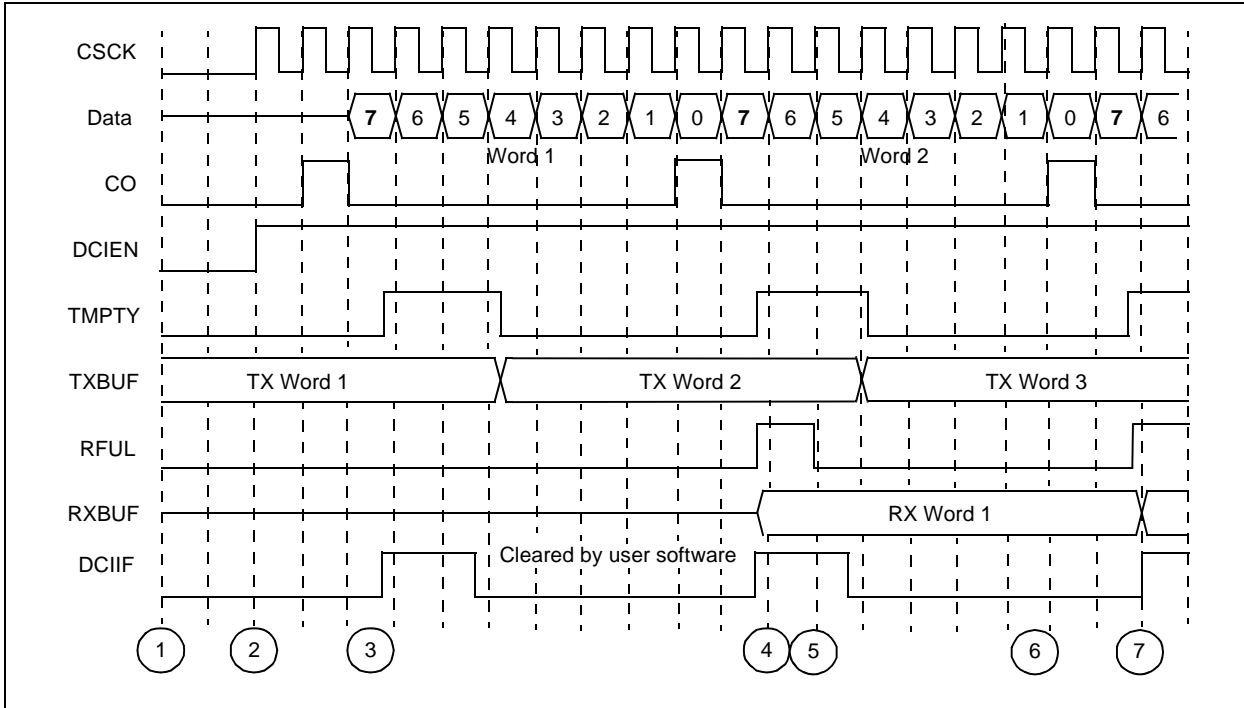 CSCK
Data 7 6 5 4 3 2 1 0 7 6 5 4 3 2 1 0 7 6
Word 1 Word 2
CO
DCIEN
TMPTY
TXBUF TX Word 1 TX Word 2 TX Word 3
RFUL
RXBUF RX Word 1
DCIIF Cleared by user software
1 2 3 4 5 6 7